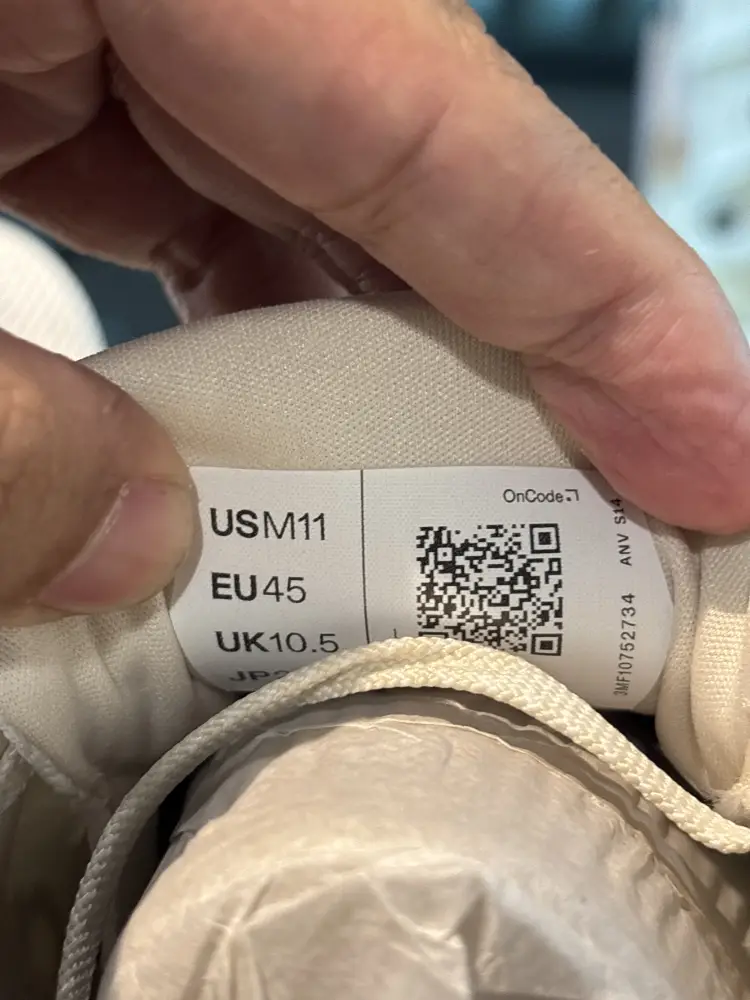 USM11
EU45
UK10.5
OnCode
ANV S14
3MF10752734